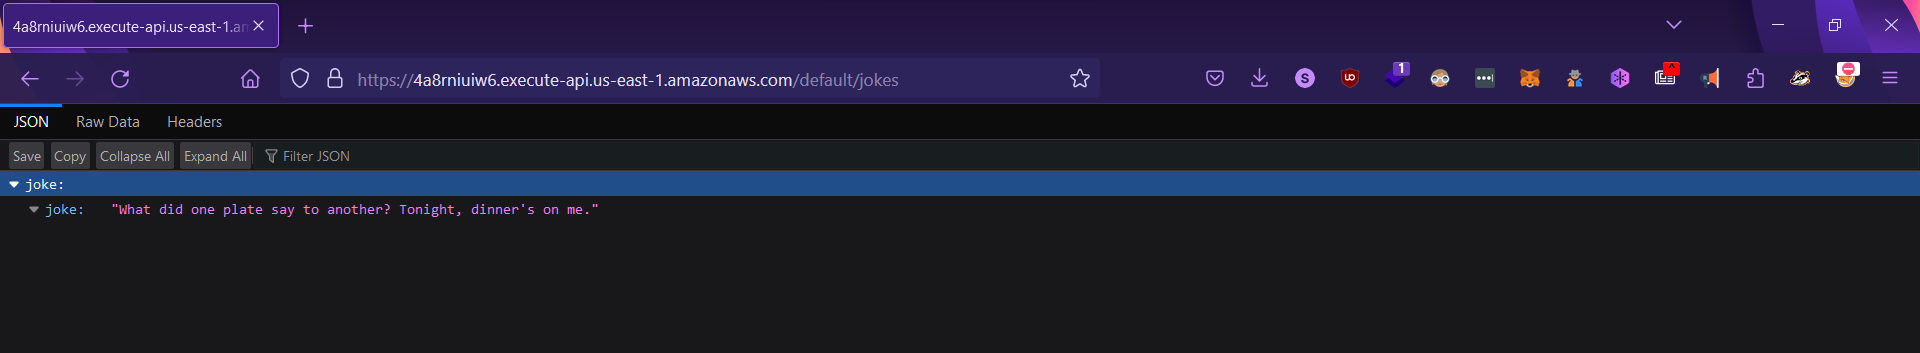 4a8rniuiw6.execute-api.us-east-1.am
https://4a8rniuiw6.execute-api.us-east-1.amazonaws.com/default/jokes
1
JSON Raw Data Headers
Save Copy Collapse All Expand All Filter JSON
joke:
joke: "What did one plate say to another? Tonight, dinner's on me."